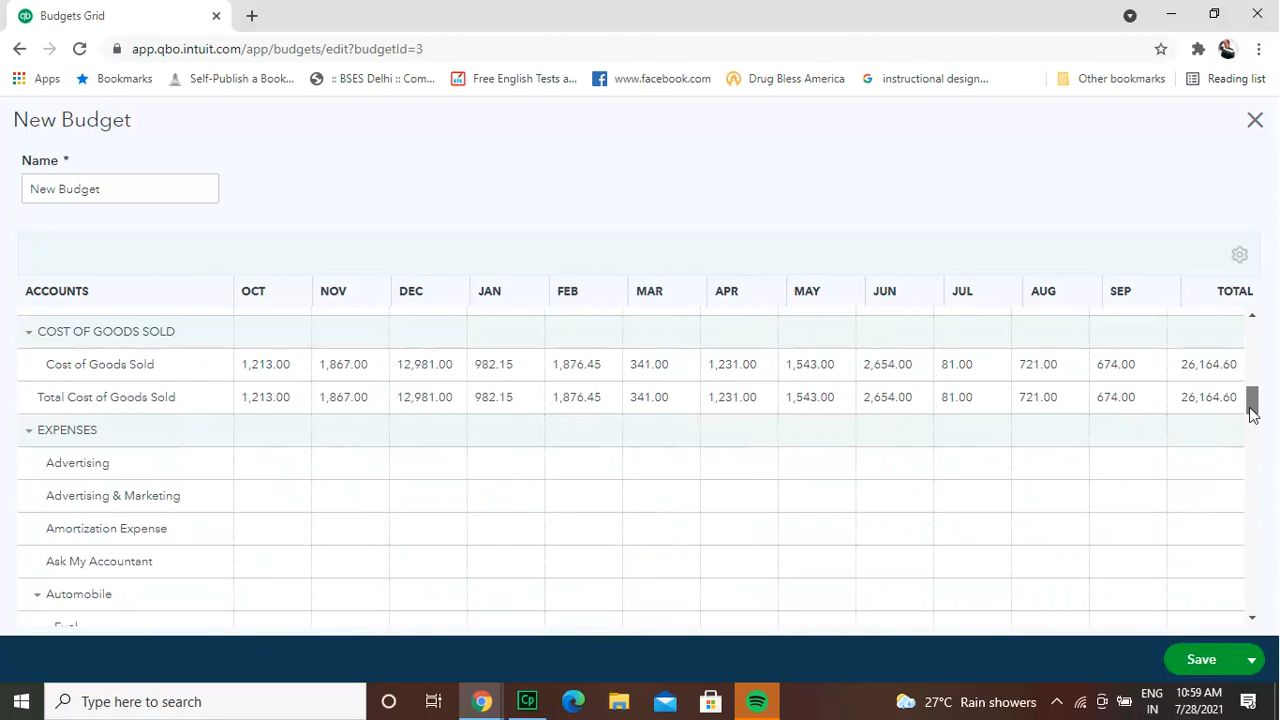 qb Budgets Grid
app.qbo.intuit.com/app/budgets/edit?budgetId=3
Apps Bookmarks Self-Publish a Book... :: BSES Delhi :: Com... Free English Tests a... www.facebook.com Drug Bless America G instructional design... Other bookmarks Reading list
New Budget
Name *
New Budget
ACCOUNTS OCT NOV DEC JAN FEB MAR APR MAY JUN JUL AUG SEP TOTAL
COST OF GOODS SOLD
Cost of Goods Sold 1,213.00 1,867.00 12,981.00 982.15 1,876.45 341.00 1,231.00 1,543.00 2,654.00 81.00 721.00 674.00 26,164.60
Total Cost of Goods Sold 1,213.00 1,867.00 12,981.00 982.15 1,876.45 341.00 1,231.00 1,543.00 2,654.00 81.00 721.00 674.00 26,164.60
EXPENSES
Advertising
Advertising & Marketing
Amortization Expense
Ask My Accountant
Automobile
Fuel
Save
Type here to search Cp 27°C Rain showers ENG IN 10:59 AM 7/28/2021